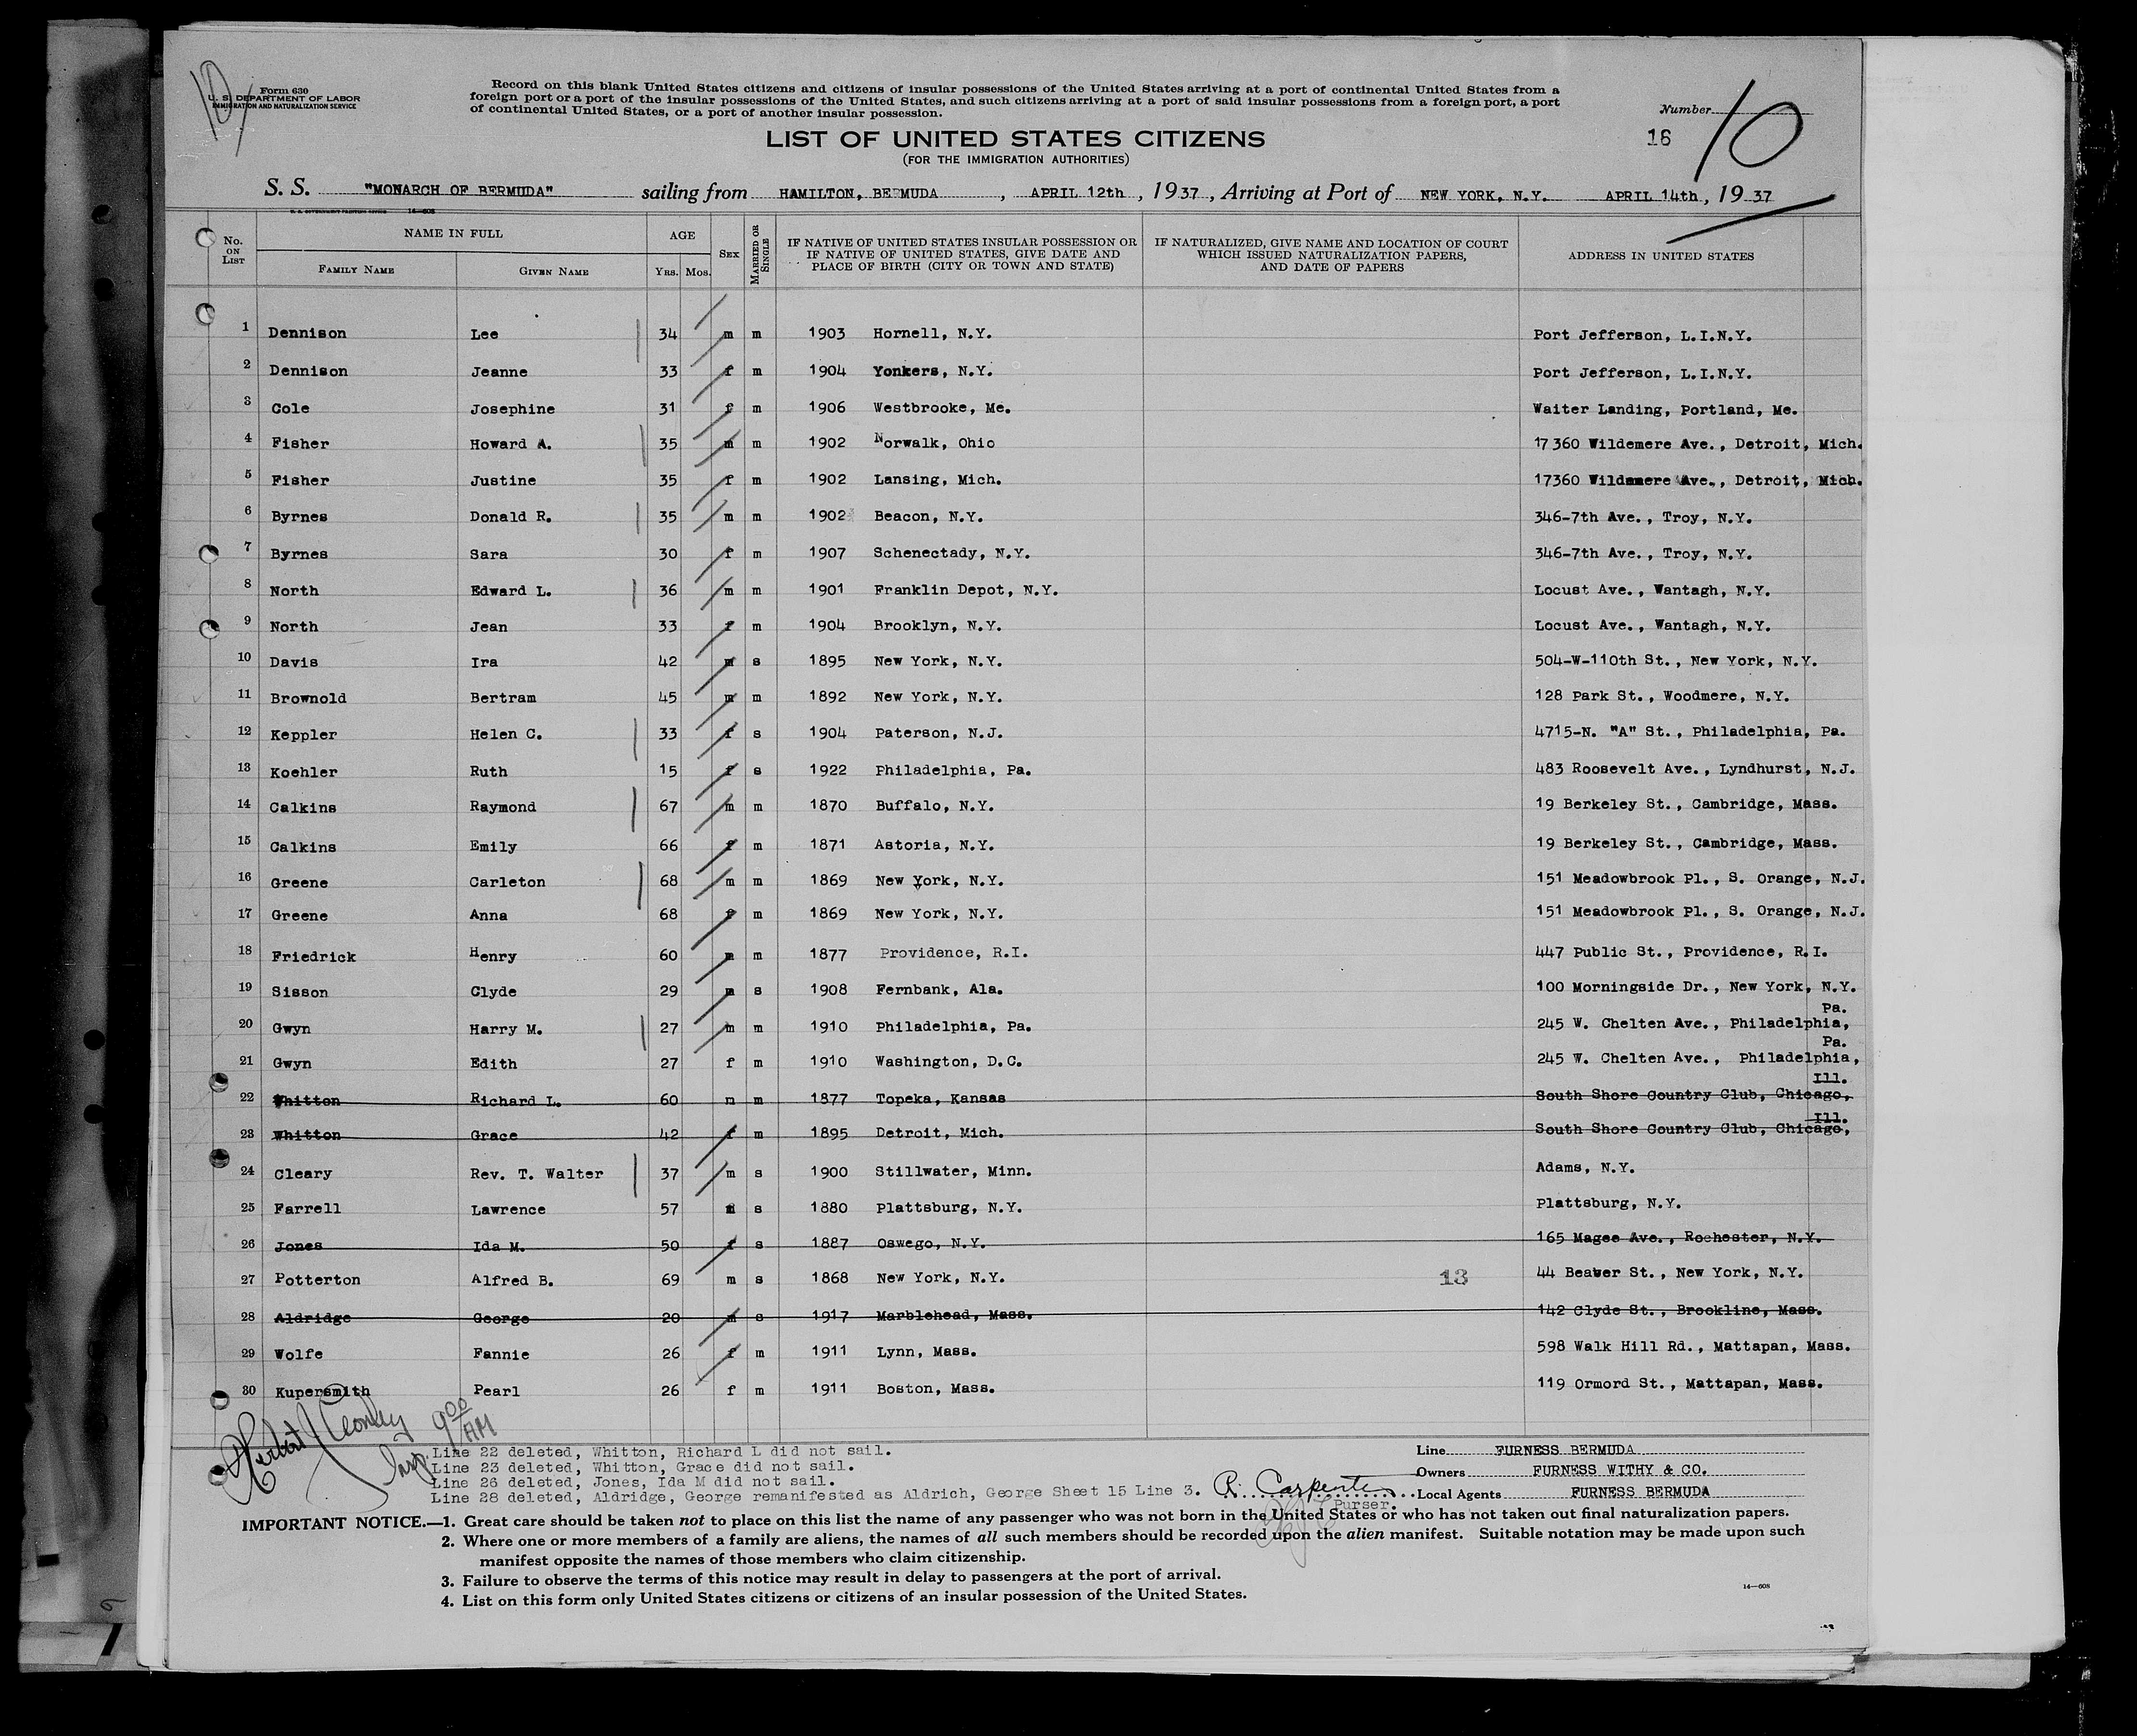 10
Form 630
U. S. DEPARTMENT OF LABOR
IMMIGRATION AND NATURALIZATION SERVICE
Record on this blank United States citizens and citizens of insular possessions of the United States arriving at a port of continental United States from a
foreign port or a port of the insular possessions of the United States, and such citizens arriving at a port of said insular possessions from a foreign port, a port
of continental United States, or a port of another insular possession.
Number 10
16
LIST OF UNITED STATES CITIZENS
(FOR THE IMMIGRATION AUTHORITIES)
S. S. "MONARCH OF BERMUDA" sailing from HAMILTON, BERMUDA, APRIL 12th, 1937, Arriving at Port of NEW YORK, N.Y. APRIL 14th, 1937
U. S. GOVERNMENT PRINTING OFFICE 14—608
No. ON LIST NAME IN FULL AGE SEX MARRIED OR SINGLE IF NATIVE OF UNITED STATES INSULAR POSSESSION OR IF NATIVE OF UNITED STATES, GIVE DATE AND PLACE OF BIRTH (CITY OR TOWN AND STATE) IF NATURALIZED, GIVE NAME AND LOCATION OF COURT WHICH ISSUED NATURALIZATION PAPERS, AND DATE OF PAPERS ADDRESS IN UNITED STATES
FAMILY NAME GIVEN NAME YRS. MOS.
1 Dennison Lee 34 m m 1903 Hornell, N.Y. Port Jefferson, L.I.N.Y.
2 Dennison Jeanne 33 f m 1904 Yonkers, N.Y. Port Jefferson, L.I.N.Y.
3 Cole Josephine 31 f m 1906 Westbrooke, Me. Waiter Landing, Portland, Me.
4 Fisher Howard A. 35 m m 1902 Norwalk, Ohio 17360 Wildemere Ave., Detroit, Mich.
5 Fisher Justine 35 f m 1902 Lansing, Mich. 17360 Wildemere Ave., Detroit, Mich.
6 Byrnes Donald R. 35 m m 1902 Beacon, N.Y. 346-7th Ave., Troy, N.Y.
7 Byrnes Sara 30 f m 1907 Schenectady, N.Y. 346-7th Ave., Troy, N.Y.
8 North Edward L. 36 m m 1901 Franklin Depot, N.Y. Locust Ave., Wantagh, N.Y.
9 North Jean 33 f m 1904 Brooklyn, N.Y. Locust Ave., Wantagh, N.Y.
10 Davis Ira 42 m s 1895 New York, N.Y. 504-W-110th St., New York, N.Y.
11 Brownold Bertram 45 m m 1892 New York, N.Y. 128 Park St., Woodmere, N.Y.
12 Keppler Helen C. 33 f s 1904 Paterson, N.J. 4715-N. "A" St., Philadelphia, Pa.
13 Koehler Ruth 15 f s 1922 Philadelphia, Pa. 483 Roosevelt Ave., Lyndhurst, N.J.
14 Calkins Raymond 67 m m 1870 Buffalo, N.Y. 19 Berkeley St., Cambridge, Mass.
15 Calkins Emily 66 f m 1871 Astoria, N.Y. 19 Berkeley St., Cambridge, Mass.
16 Greene Carleton 68 m m 1869 New York, N.Y. 151 Meadowbrook Pl., S. Orange, N.J.
17 Greene Anna 68 f m 1869 New York, N.Y. 151 Meadowbrook Pl., S. Orange, N.J.
18 Friedrick Henry 60 m m 1877 Providence, R.I. 447 Public St., Providence, R.I.
19 Sisson Clyde 29 m s 1908 Fernbank, Ala. 100 Morningside Dr., New York, N.Y.
20 Gwyn Harry M. 27 m m 1910 Philadelphia, Pa. 245 W. Chelten Ave., Philadelphia, Pa.
21 Gwyn Edith 27 f m 1910 Washington, D.C. 245 W. Chelten Ave., Philadelphia, Pa.
22 Whitton Richard L. 60 m m 1877 Topeka, Kansas South Shore Country Club, Chicago, Ill.
23 Whitton Grace 42 f m 1895 Detroit, Mich. South Shore Country Club, Chicago, Ill.
24 Cleary Rev. T. Walter 37 m s 1900 Stillwater, Minn. Adams, N.Y.
25 Farrell Lawrence 57 m s 1880 Plattsburg, N.Y. Plattsburg, N.Y.
26 Jones Ida M. 50 f s 1887 Oswego, N.Y. 165 Magee Ave., Rochester, N.Y.
27 Potterton Alfred B. 69 m s 1868 New York, N.Y. 13 44 Beaver St., New York, N.Y.
28 Aldridge George 20 m s 1917 Marblehead, Mass. 142 Clyde St., Brookline, Mass.
29 Wolfe Fannie 26 f m 1911 Lynn, Mass. 598 Walk Hill Rd., Mattapan, Mass.
30 Kupersmith Pearl 26 f m 1911 Boston, Mass. 119 Ormord St., Mattapan, Mass.
Herbert 9 00 AM
Insp.
Line 22 deleted, Whitton, Richard L did not sail.
Line 23 deleted, Whitton, Grace did not sail.
Line 26 deleted, Jones, Ida M did not sail.
Line 28 deleted, Aldridge, George remanifested as Aldrich, George Sheet 15 Line 3.
R. Carpenter
Purser.
Line FURNESS BERMUDA
Owners FURNESS WITHY & CO.
Local Agents FURNESS BERMUDA
IMPORTANT NOTICE.—1. Great care should be taken not to place on this list the name of any passenger who was not born in the United States or who has not taken out final naturalization papers.
2. Where one or more members of a family are aliens, the names of all such members should be recorded upon the alien manifest. Suitable notation may be made upon such
manifest opposite the names of those members who claim citizenship.
3. Failure to observe the terms of this notice may result in delay to passengers at the port of arrival.
4. List on this form only United States citizens or citizens of an insular possession of the United States.
14—608